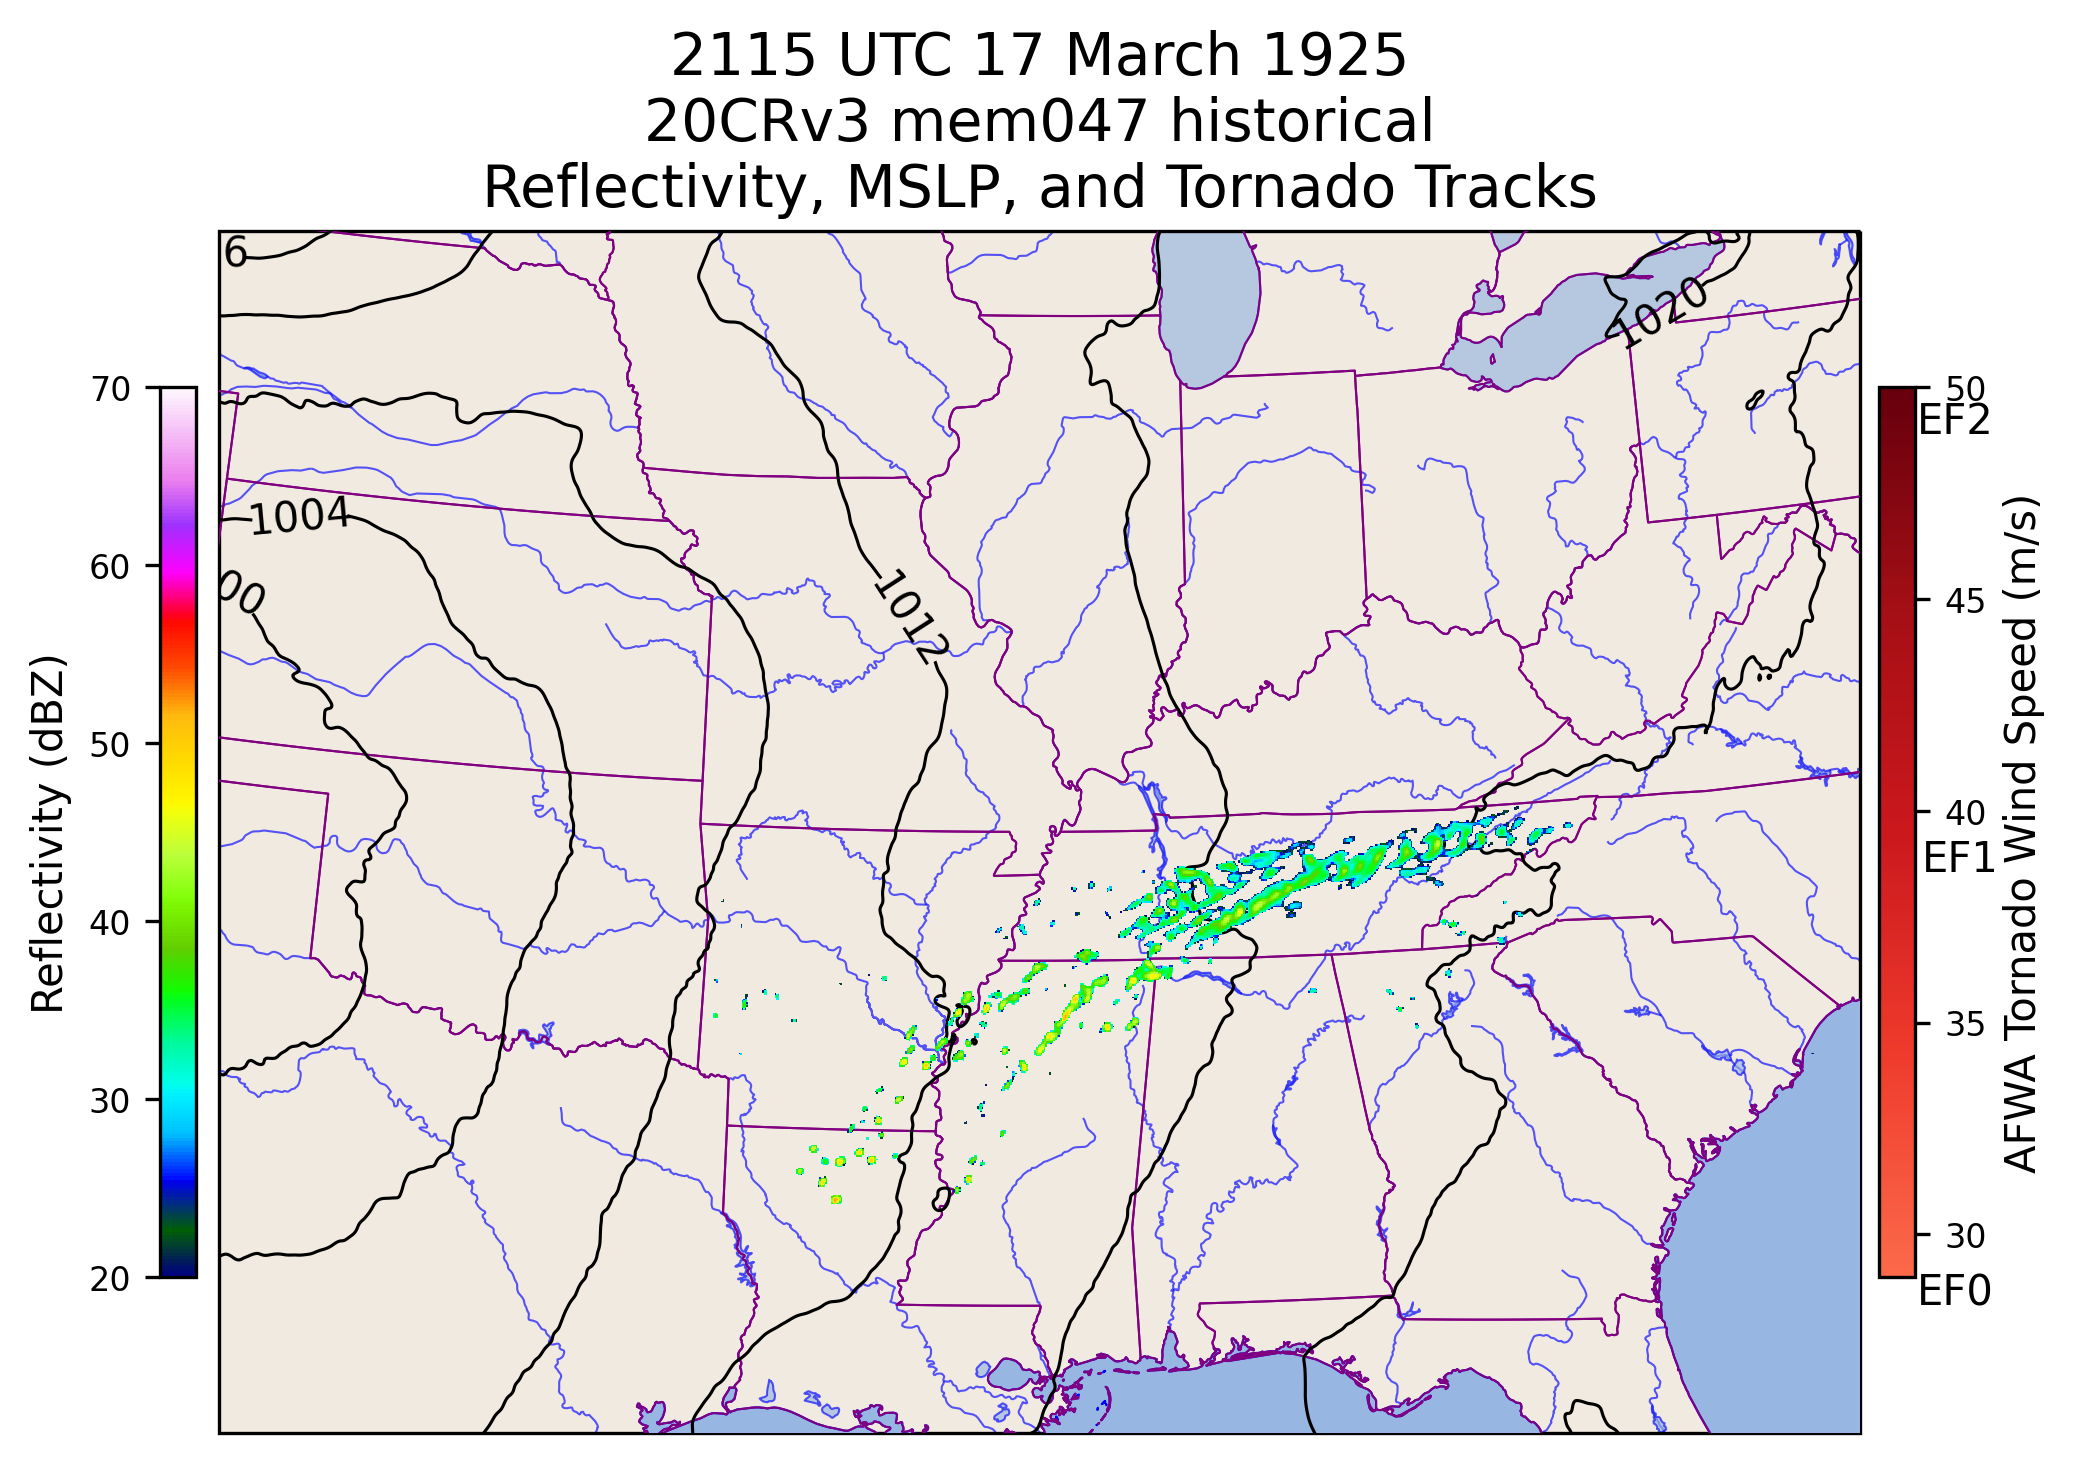 2115 UTC 17 March 1925
20CRv3 mem047 historical
Reflectivity, MSLP, and Tornado Tracks
6
1020
1004
00
1012
70
60
50
40
30
20
Reflectivity (dBZ)
50
EF2
45
40
EF1
35
30
EF0
AFWA Tornado Wind Speed (m/s)